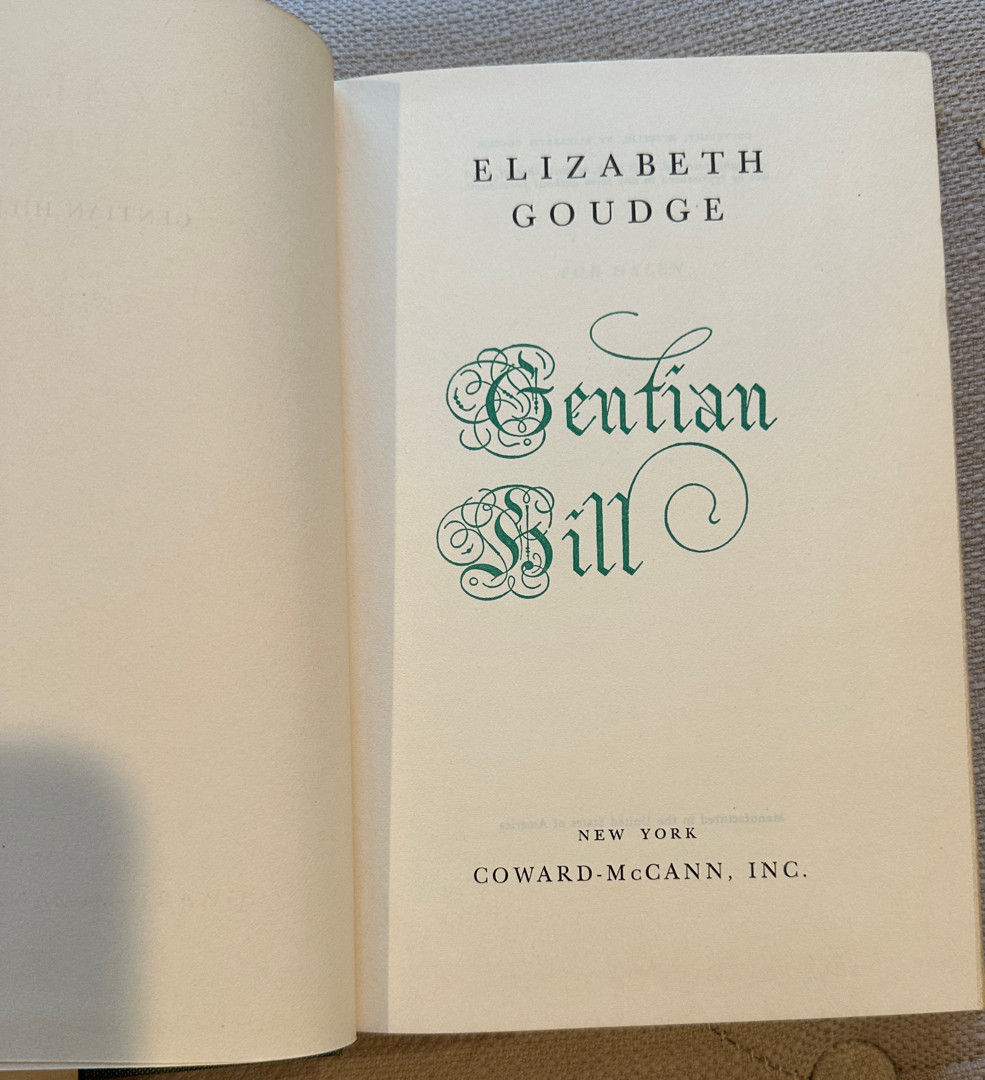 ELIZABETH
GOUDGE
Gentian
Hill
NEW YORK
COWARD-McCANN, INC.